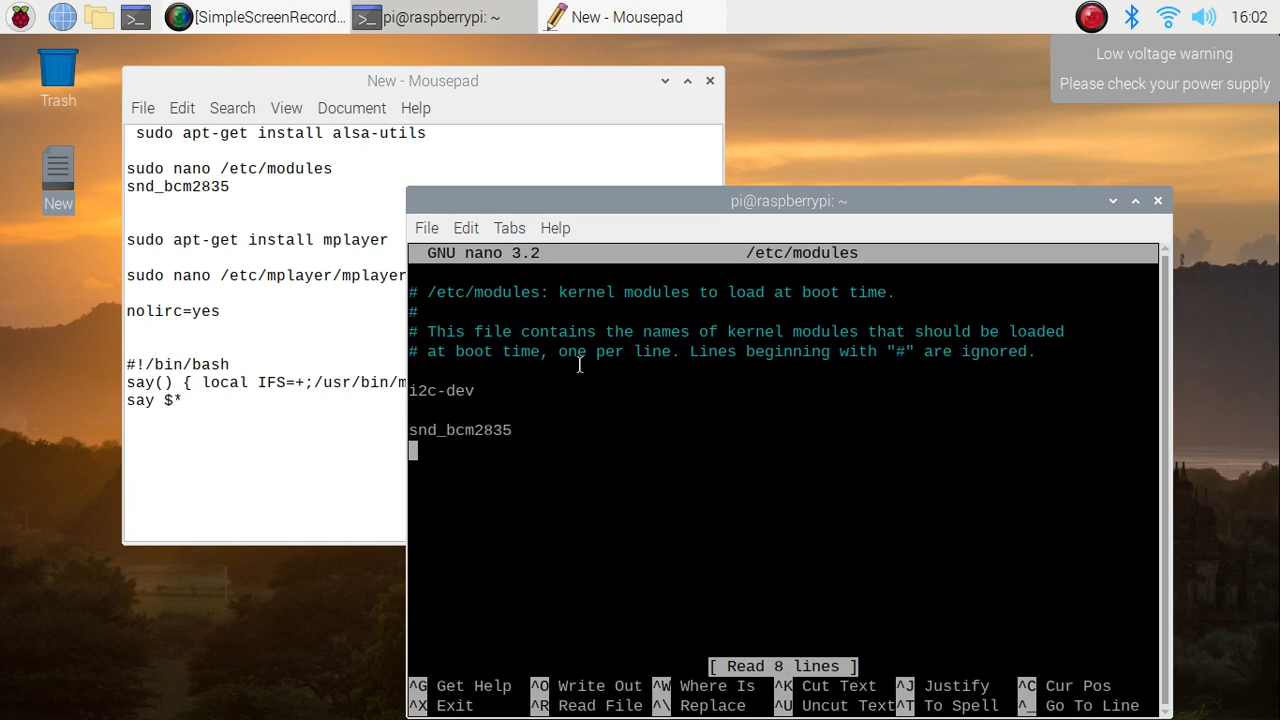 [SimpleScreenRecord...
pi@raspberrypi: ~
New - Mousepad
16:02
Low voltage warning
Please check your power supply
Trash
New
New - Mousepad
File Edit Search View Document Help
sudo apt-get install alsa-utils
sudo nano /etc/modules
snd_bcm2835
sudo apt-get install mplayer
sudo nano /etc/mplayer/mplayer
nolirc=yes
#!/bin/bash
say() { local IFS=+;/usr/bin/m
say $*
pi@raspberrypi: ~
File Edit Tabs Help
GNU nano 3.2 /etc/modules
# /etc/modules: kernel modules to load at boot time.
#
# This file contains the names of kernel modules that should be loaded
# at boot time, one per line. Lines beginning with "#" are ignored.
i2c-dev
snd_bcm2835
[ Read 8 lines ]
^G Get Help ^O Write Out ^W Where Is ^K Cut Text ^J Justify ^C Cur Pos
^X Exit ^R Read File ^\ Replace ^U Uncut Text^T To Spell ^_ Go To Line